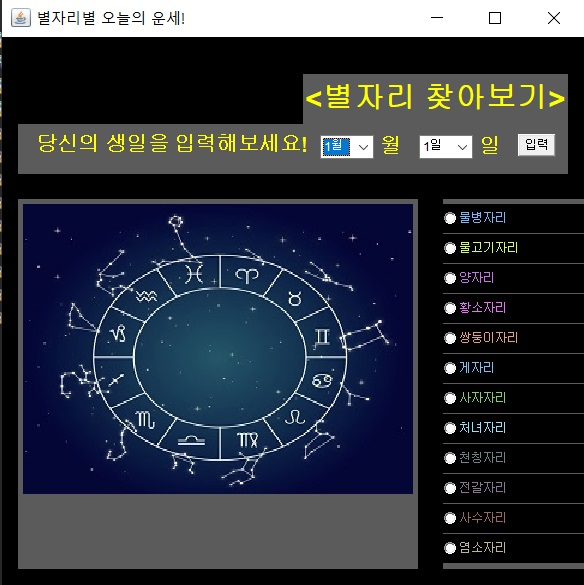 별자리별 오늘의 운세!
<별자리 찾아보기>
당신의 생일을 입력해보세요! 1월 월 1일 일 입력
물병자리
물고기자리
양자리
황소자리
쌍둥이자리
게자리
사자자리
처녀자리
천칭자리
전갈자리
사수자리
염소자리